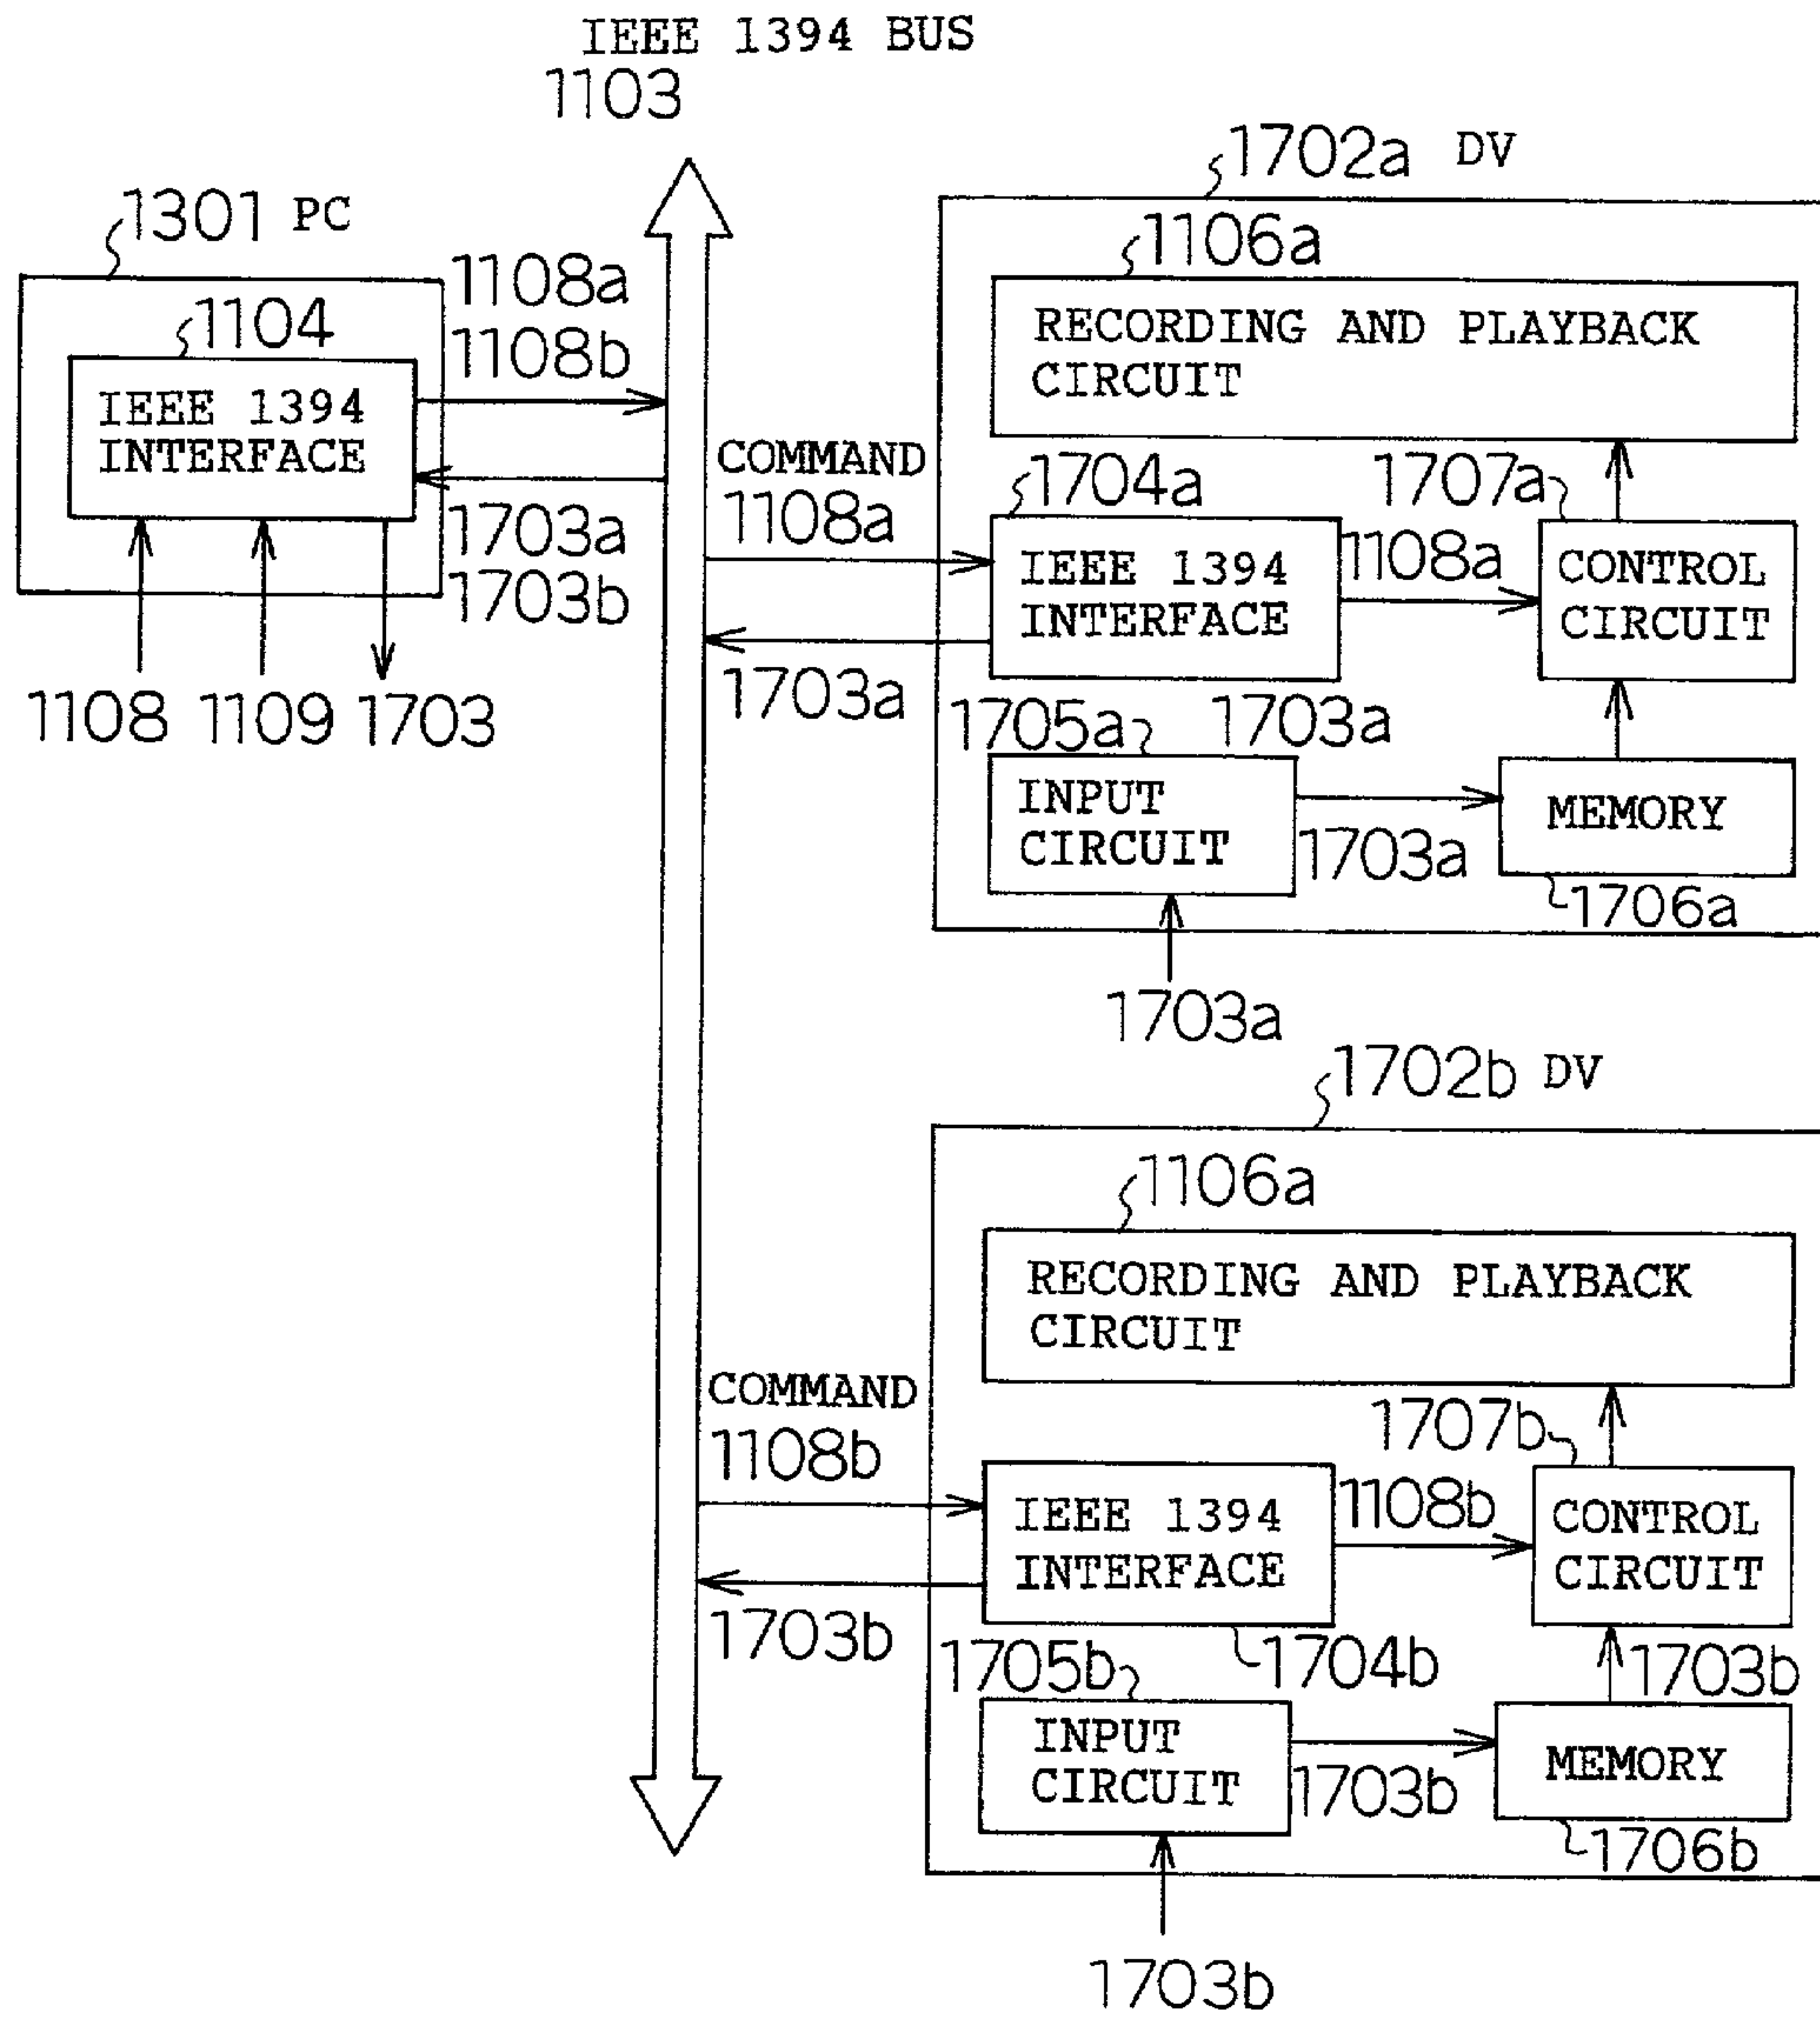 IEEE 1394 BUS
1103
1301 PC
1104
IEEE 1394
INTERFACE
1108a
1108b
1703a
1703b
1108
1109
1703
1702a DV
1106a
RECORDING AND PLAYBACK
CIRCUIT
COMMAND
1108a
1704a
IEEE 1394
INTERFACE
1108a
1707a
CONTROL
CIRCUIT
1703a
1705a
1703a
INPUT
CIRCUIT
1703a
MEMORY
1706a
1703a
1702b DV
1106a
RECORDING AND PLAYBACK
CIRCUIT
COMMAND
1108b
IEEE 1394
INTERFACE
1108b
1707b
CONTROL
CIRCUIT
1703b
1704b
1705b
1703b
INPUT
CIRCUIT
1703b
MEMORY
1706b
1703b